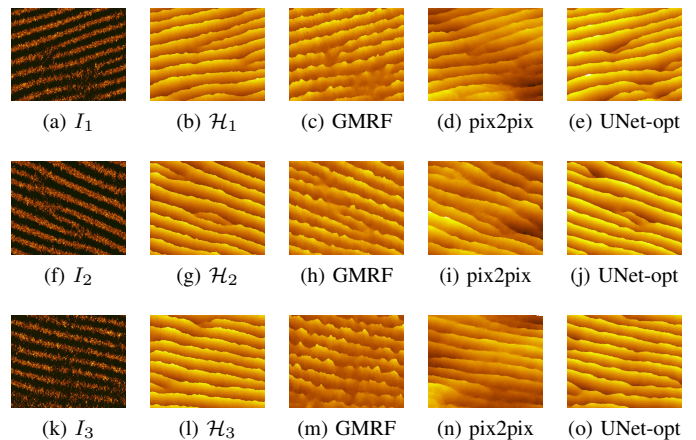 (a) I₁ (b) ℋ₁ (c) GMRF (d) pix2pix (e) UNet-opt
(f) I₂ (g) ℋ₂ (h) GMRF (i) pix2pix (j) UNet-opt
(k) I₃ (l) ℋ₃ (m) GMRF (n) pix2pix (o) UNet-opt